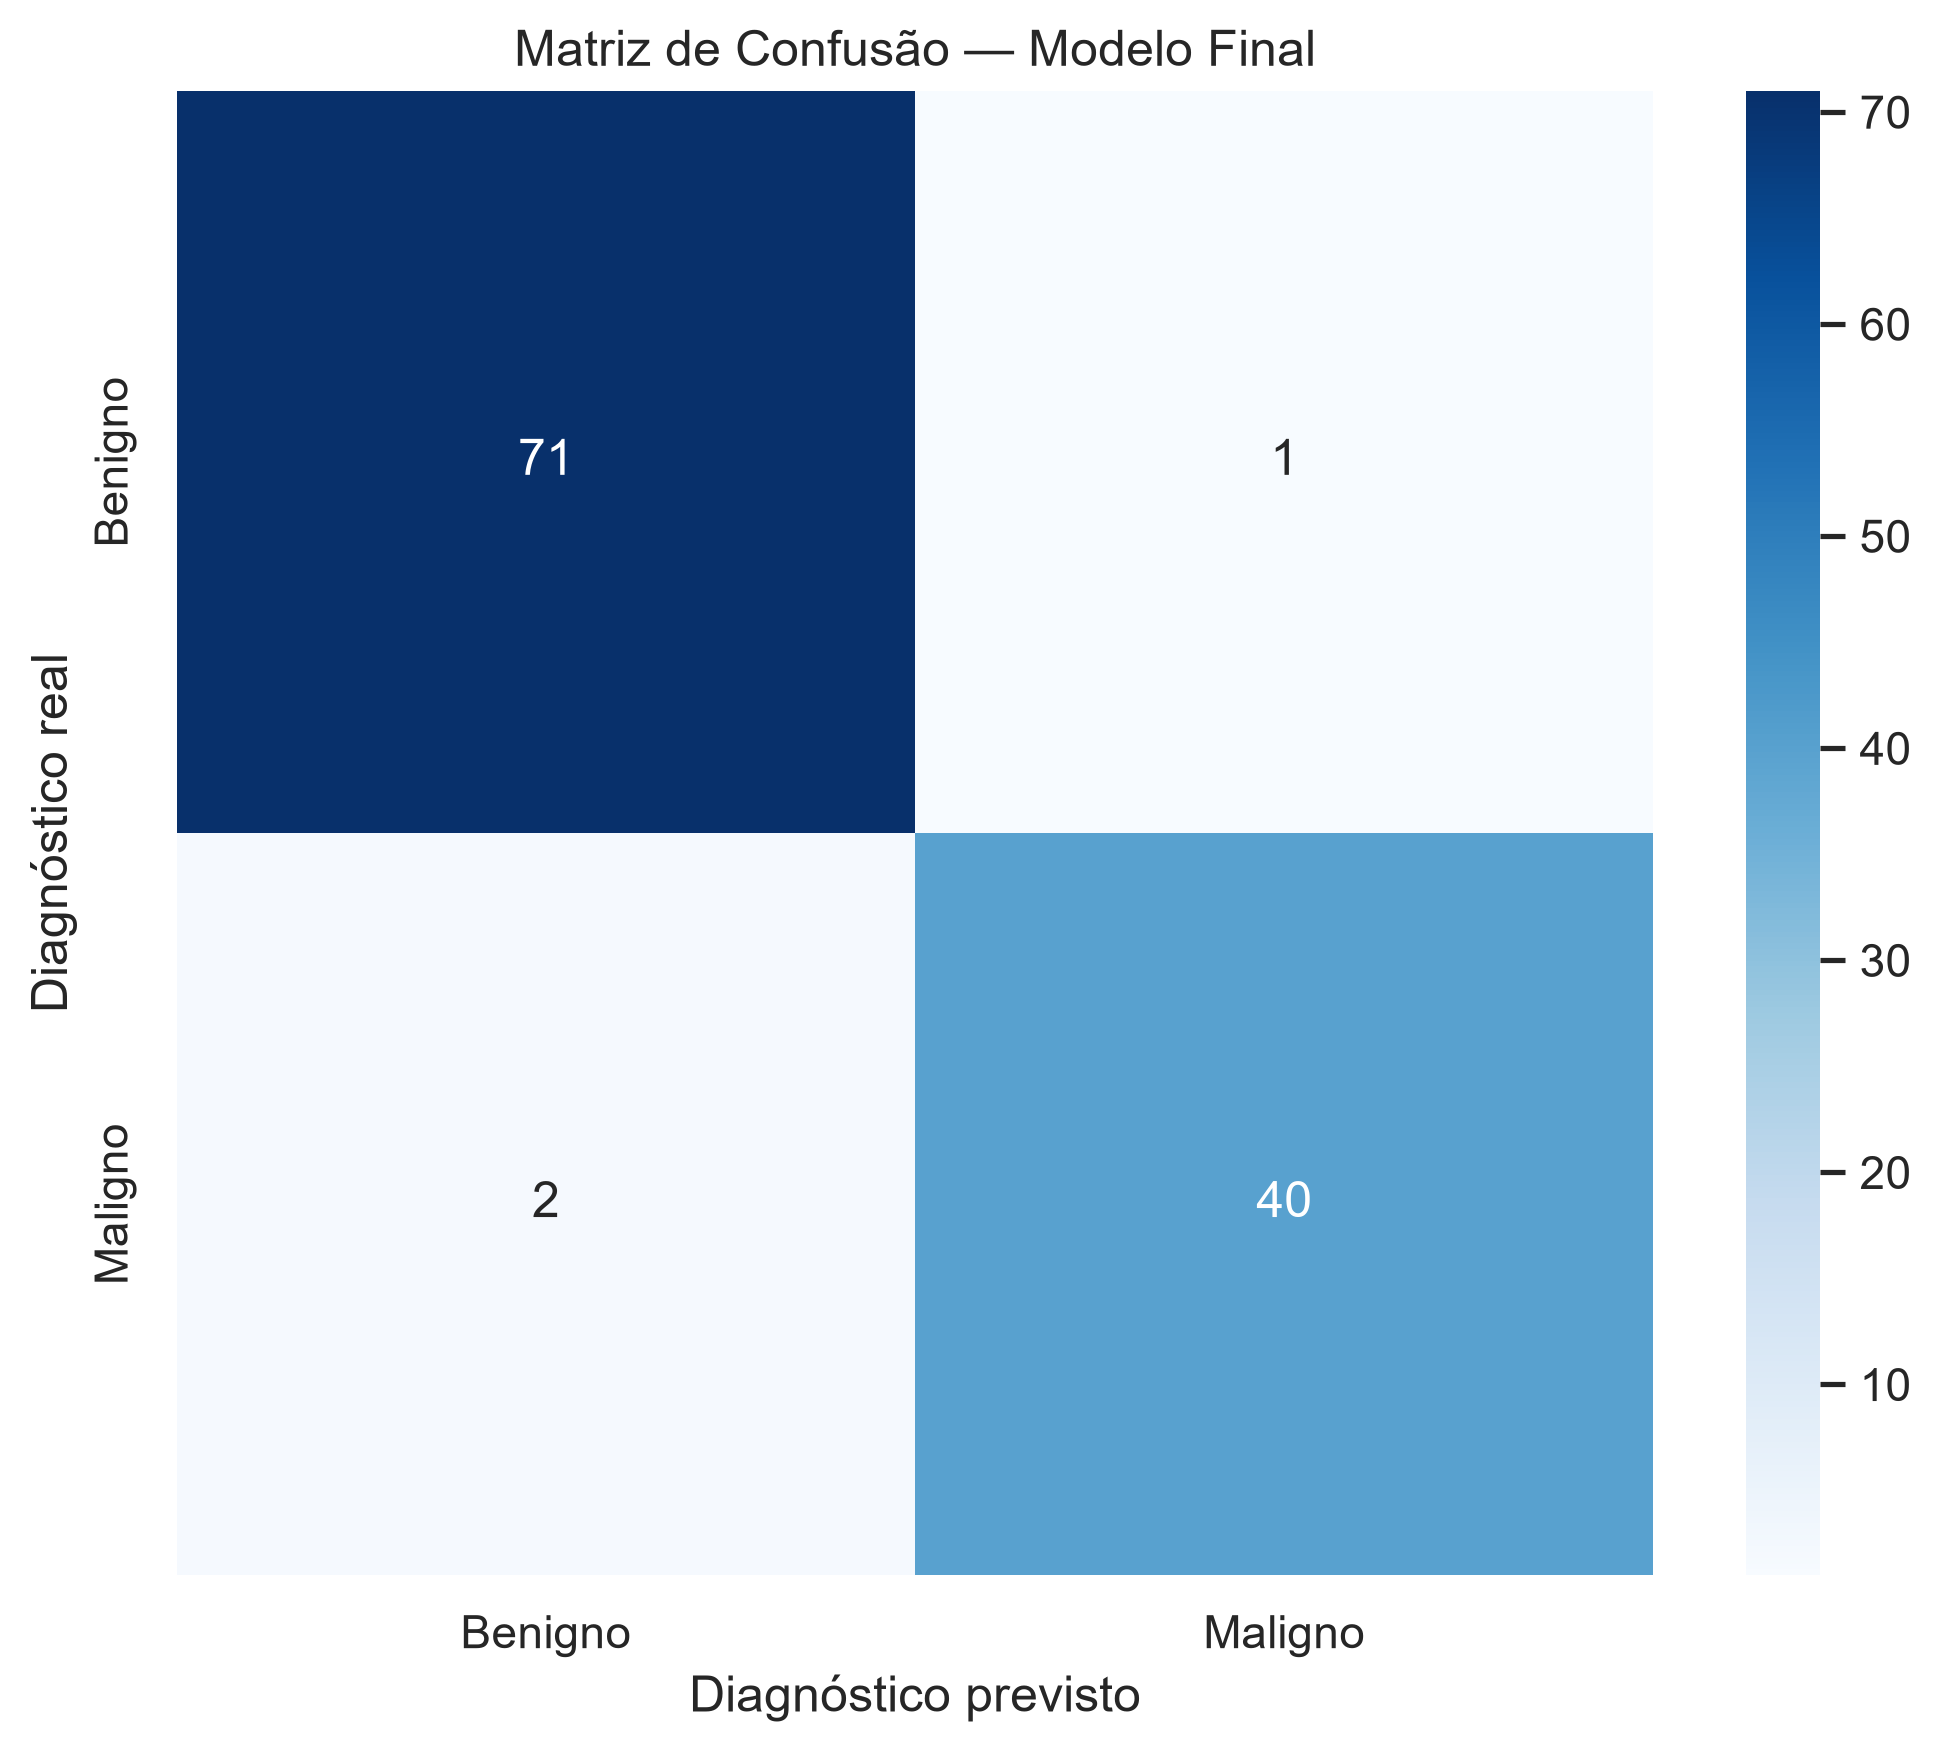 Matriz de Confusão — Modelo Final
Diagnóstico real
Benigno
Maligno
71
1
2
40
Benigno
Maligno
Diagnóstico previsto
70
60
50
40
30
20
10